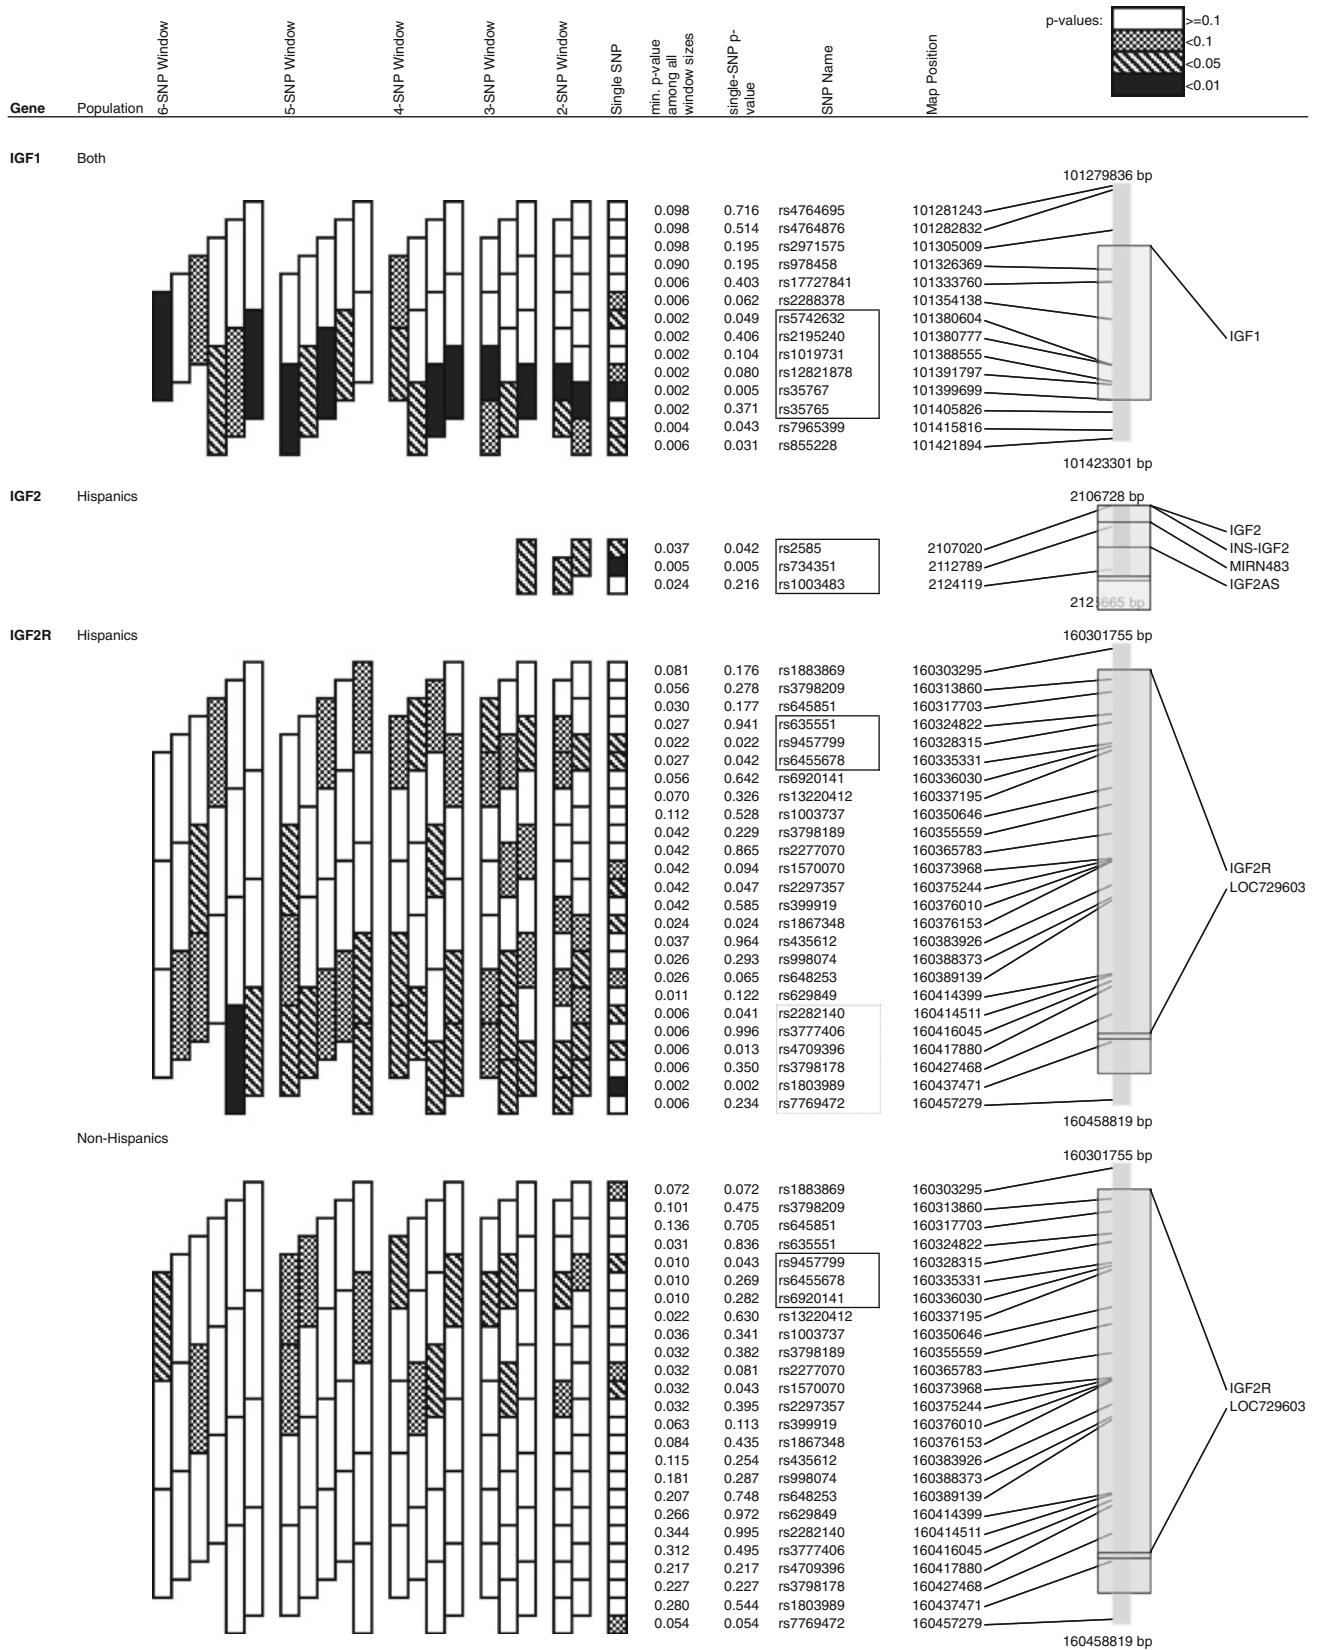 p-values:
>=0.1
<0.1
<0.05
<0.01
Gene Population 6-SNP Window 5-SNP Window 4-SNP Window 3-SNP Window 2-SNP Window Single SNP min. p-value among all window sizes single-SNP p-value SNP Name Map Position
IGF1 Both
101279836 bp
0.098 0.716 rs4764695 101281243
0.098 0.514 rs4764876 101282832
0.098 0.195 rs2971575 101305009
0.090 0.195 rs978458 101326369
0.006 0.403 rs17727841 101333760
0.006 0.062 rs2288378 101354138
0.002 0.049 rs5742632 101380604
0.002 0.406 rs2195240 101380777 IGF1
0.002 0.104 rs1019731 101388555
0.002 0.080 rs12821878 101391797
0.002 0.005 rs35767 101399699
0.002 0.371 rs35765 101405826
0.004 0.043 rs7965399 101415816
0.006 0.031 rs855228 101421894
101423301 bp
IGF2 Hispanics 2106728 bp
IGF2
0.037 0.042 rs2585 2107020 INS-IGF2
0.005 0.005 rs734351 2112789 MIRN483
0.024 0.216 rs1003483 2124119 IGF2AS
IGF2R Hispanics 160301755 bp
0.081 0.176 rs1883869 160303295
0.056 0.278 rs3798209 160313860
0.030 0.177 rs645851 160317703
0.027 0.941 rs635551 160324822
0.022 0.022 rs9457799 160328315
0.027 0.042 rs6455678 160335331
0.056 0.642 rs6920141 160336030
0.070 0.326 rs13220412 160337195
0.112 0.528 rs1003737 160350646
0.042 0.229 rs3798189 160355559
0.042 0.865 rs2277070 160365783
0.042 0.094 rs1570070 160373968 IGF2R
0.042 0.047 rs2297357 160375244 LOC729603
0.042 0.585 rs399919 160376010
0.024 0.024 rs1867348 160376153
0.037 0.964 rs435612 160383926
0.026 0.293 rs998074 160388373
0.026 0.065 rs648253 160389139
0.011 0.122 rs629849 160414399
0.006 0.041 rs2282140 160414511
0.006 0.996 rs3777406 160416045
0.006 0.013 rs4709396 160417880
0.006 0.350 rs3798178 160427468
0.002 0.002 rs1803989 160437471
0.006 0.234 rs7769472 160457279
160458819 bp
Non-Hispanics
160301755 bp
0.072 0.072 rs1883869 160303295
0.101 0.475 rs3798209 160313860
0.136 0.705 rs645851 160317703
0.031 0.836 rs635551 160324822
0.010 0.043 rs9457799 160328315
0.010 0.269 rs6455678 160335331
0.010 0.282 rs6920141 160336030
0.022 0.630 rs13220412 160337195
0.036 0.341 rs1003737 160350646
0.032 0.382 rs3798189 160355559
0.032 0.081 rs2277070 160365783
0.032 0.043 rs1570070 160373968 IGF2R
0.032 0.395 rs2297357 160375244 LOC729603
0.063 0.113 rs399919 160376010
0.084 0.435 rs1867348 160376153
0.115 0.254 rs435612 160383926
0.181 0.287 rs998074 160388373
0.207 0.748 rs648253 160389139
0.266 0.972 rs629849 160414399
0.344 0.995 rs2282140 160414511
0.312 0.495 rs3777406 160416045
0.217 0.217 rs4709396 160417880
0.227 0.227 rs3798178 160427468
0.280 0.544 rs1803989 160437471
0.054 0.054 rs7769472 160457279
160458819 bp